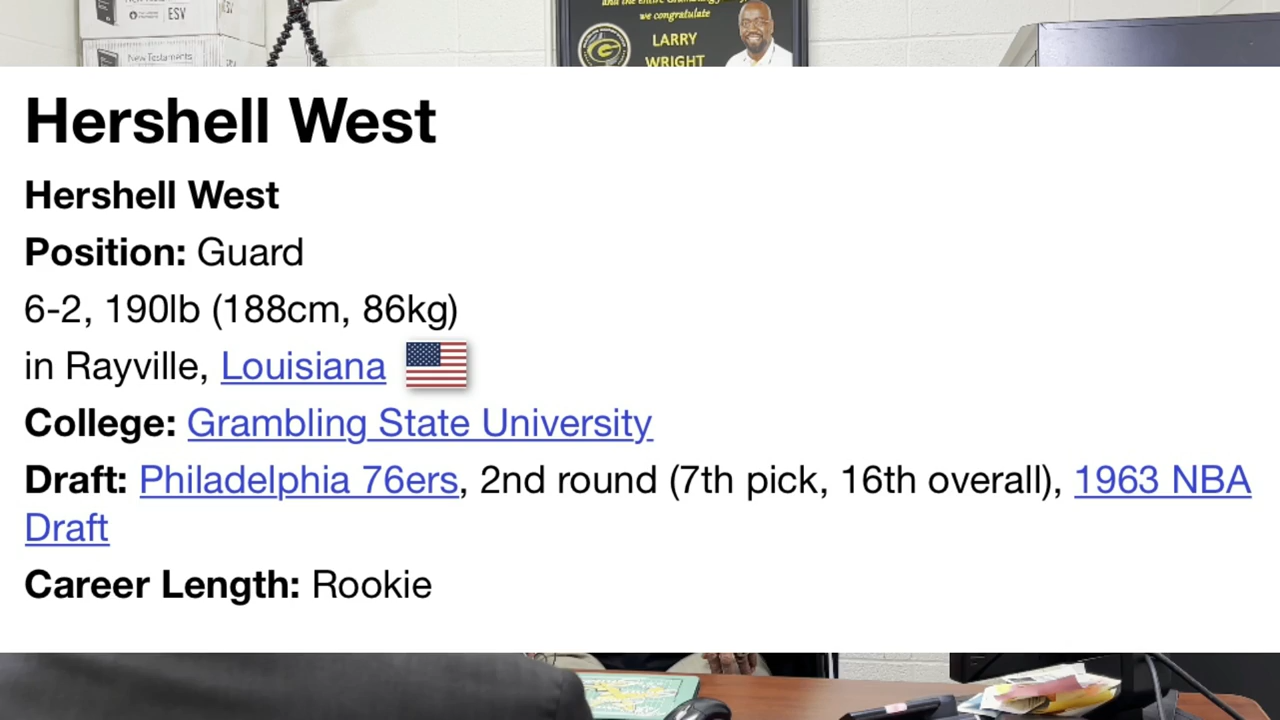 ESV
New Testaments
we congratulate
LARRY
WRIGHT
Hershell West
Hershell West
Position: Guard
6-2, 190lb (188cm, 86kg)
in Rayville, Louisiana
College: Grambling State University
Draft: Philadelphia 76ers, 2nd round (7th pick, 16th overall), 1963 NBA
Draft
Career Length: Rookie